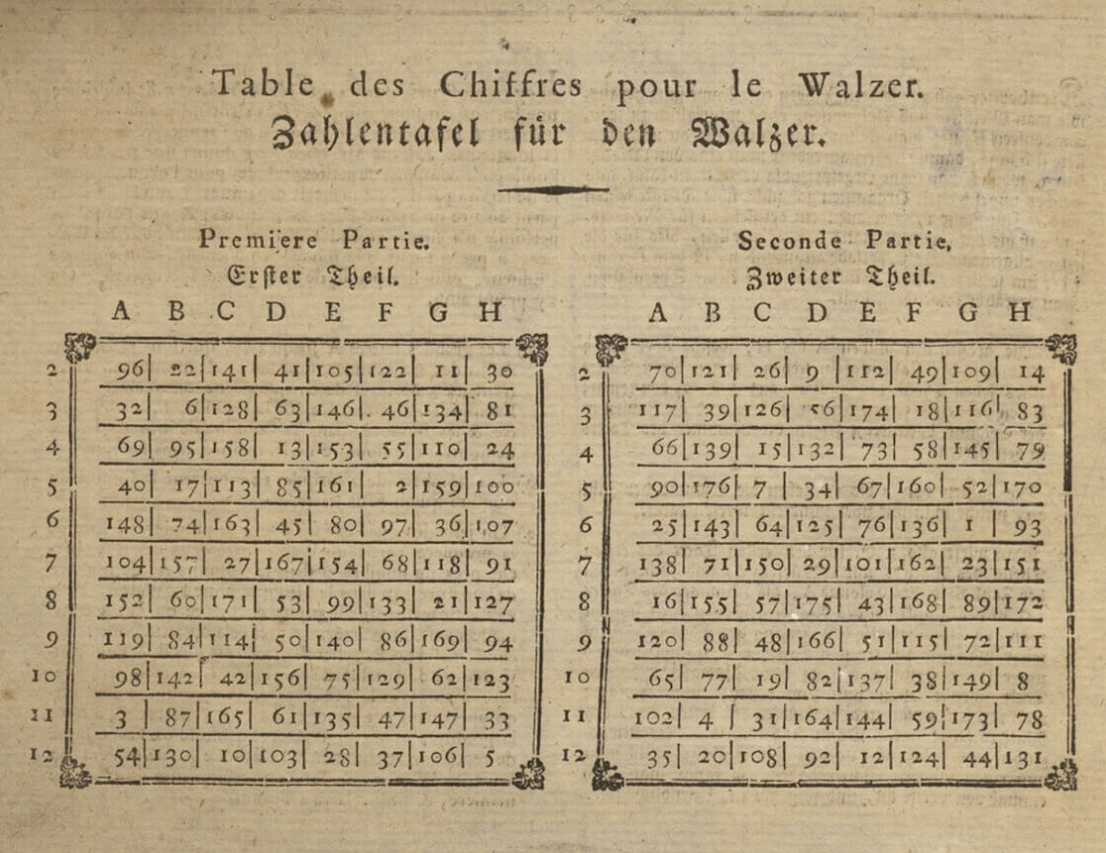 Table des Chiffres pour le Walzer.
Zahlentafel für den Walzer.
Premiere Partie.
Erster Theil.
A B C D E F G H
2 96 22 141 41 105 122 11 30
3 32 6 128 63 146 46 134 81
4 69 95 158 13 153 55 110 24
5 40 17 113 85 161 2 159 100
6 148 74 163 45 80 97 36 107
7 104 157 27 167 154 68 118 91
8 152 60 171 53 99 133 21 127
9 119 84 114 50 140 86 169 94
10 98 142 42 156 75 129 62 123
11 3 87 165 61 135 47 147 33
12 54 130 10 103 28 37 106 5
Seconde Partie,
Zweiter Theil.
A B C D E F G H
2 70 121 26 9 112 49 109 14
3 117 39 126 56 174 18 116 83
4 66 139 15 132 73 58 145 79
5 90 176 7 34 67 160 52 170
6 25 143 64 125 76 136 1 93
7 138 71 150 29 101 162 23 151
8 16 155 57 175 43 168 89 172
9 120 88 48 166 51 115 72 111
10 65 77 19 82 137 38 149 8
11 102 4 31 164 144 59 173 78
12 35 20 108 92 12 124 44 131